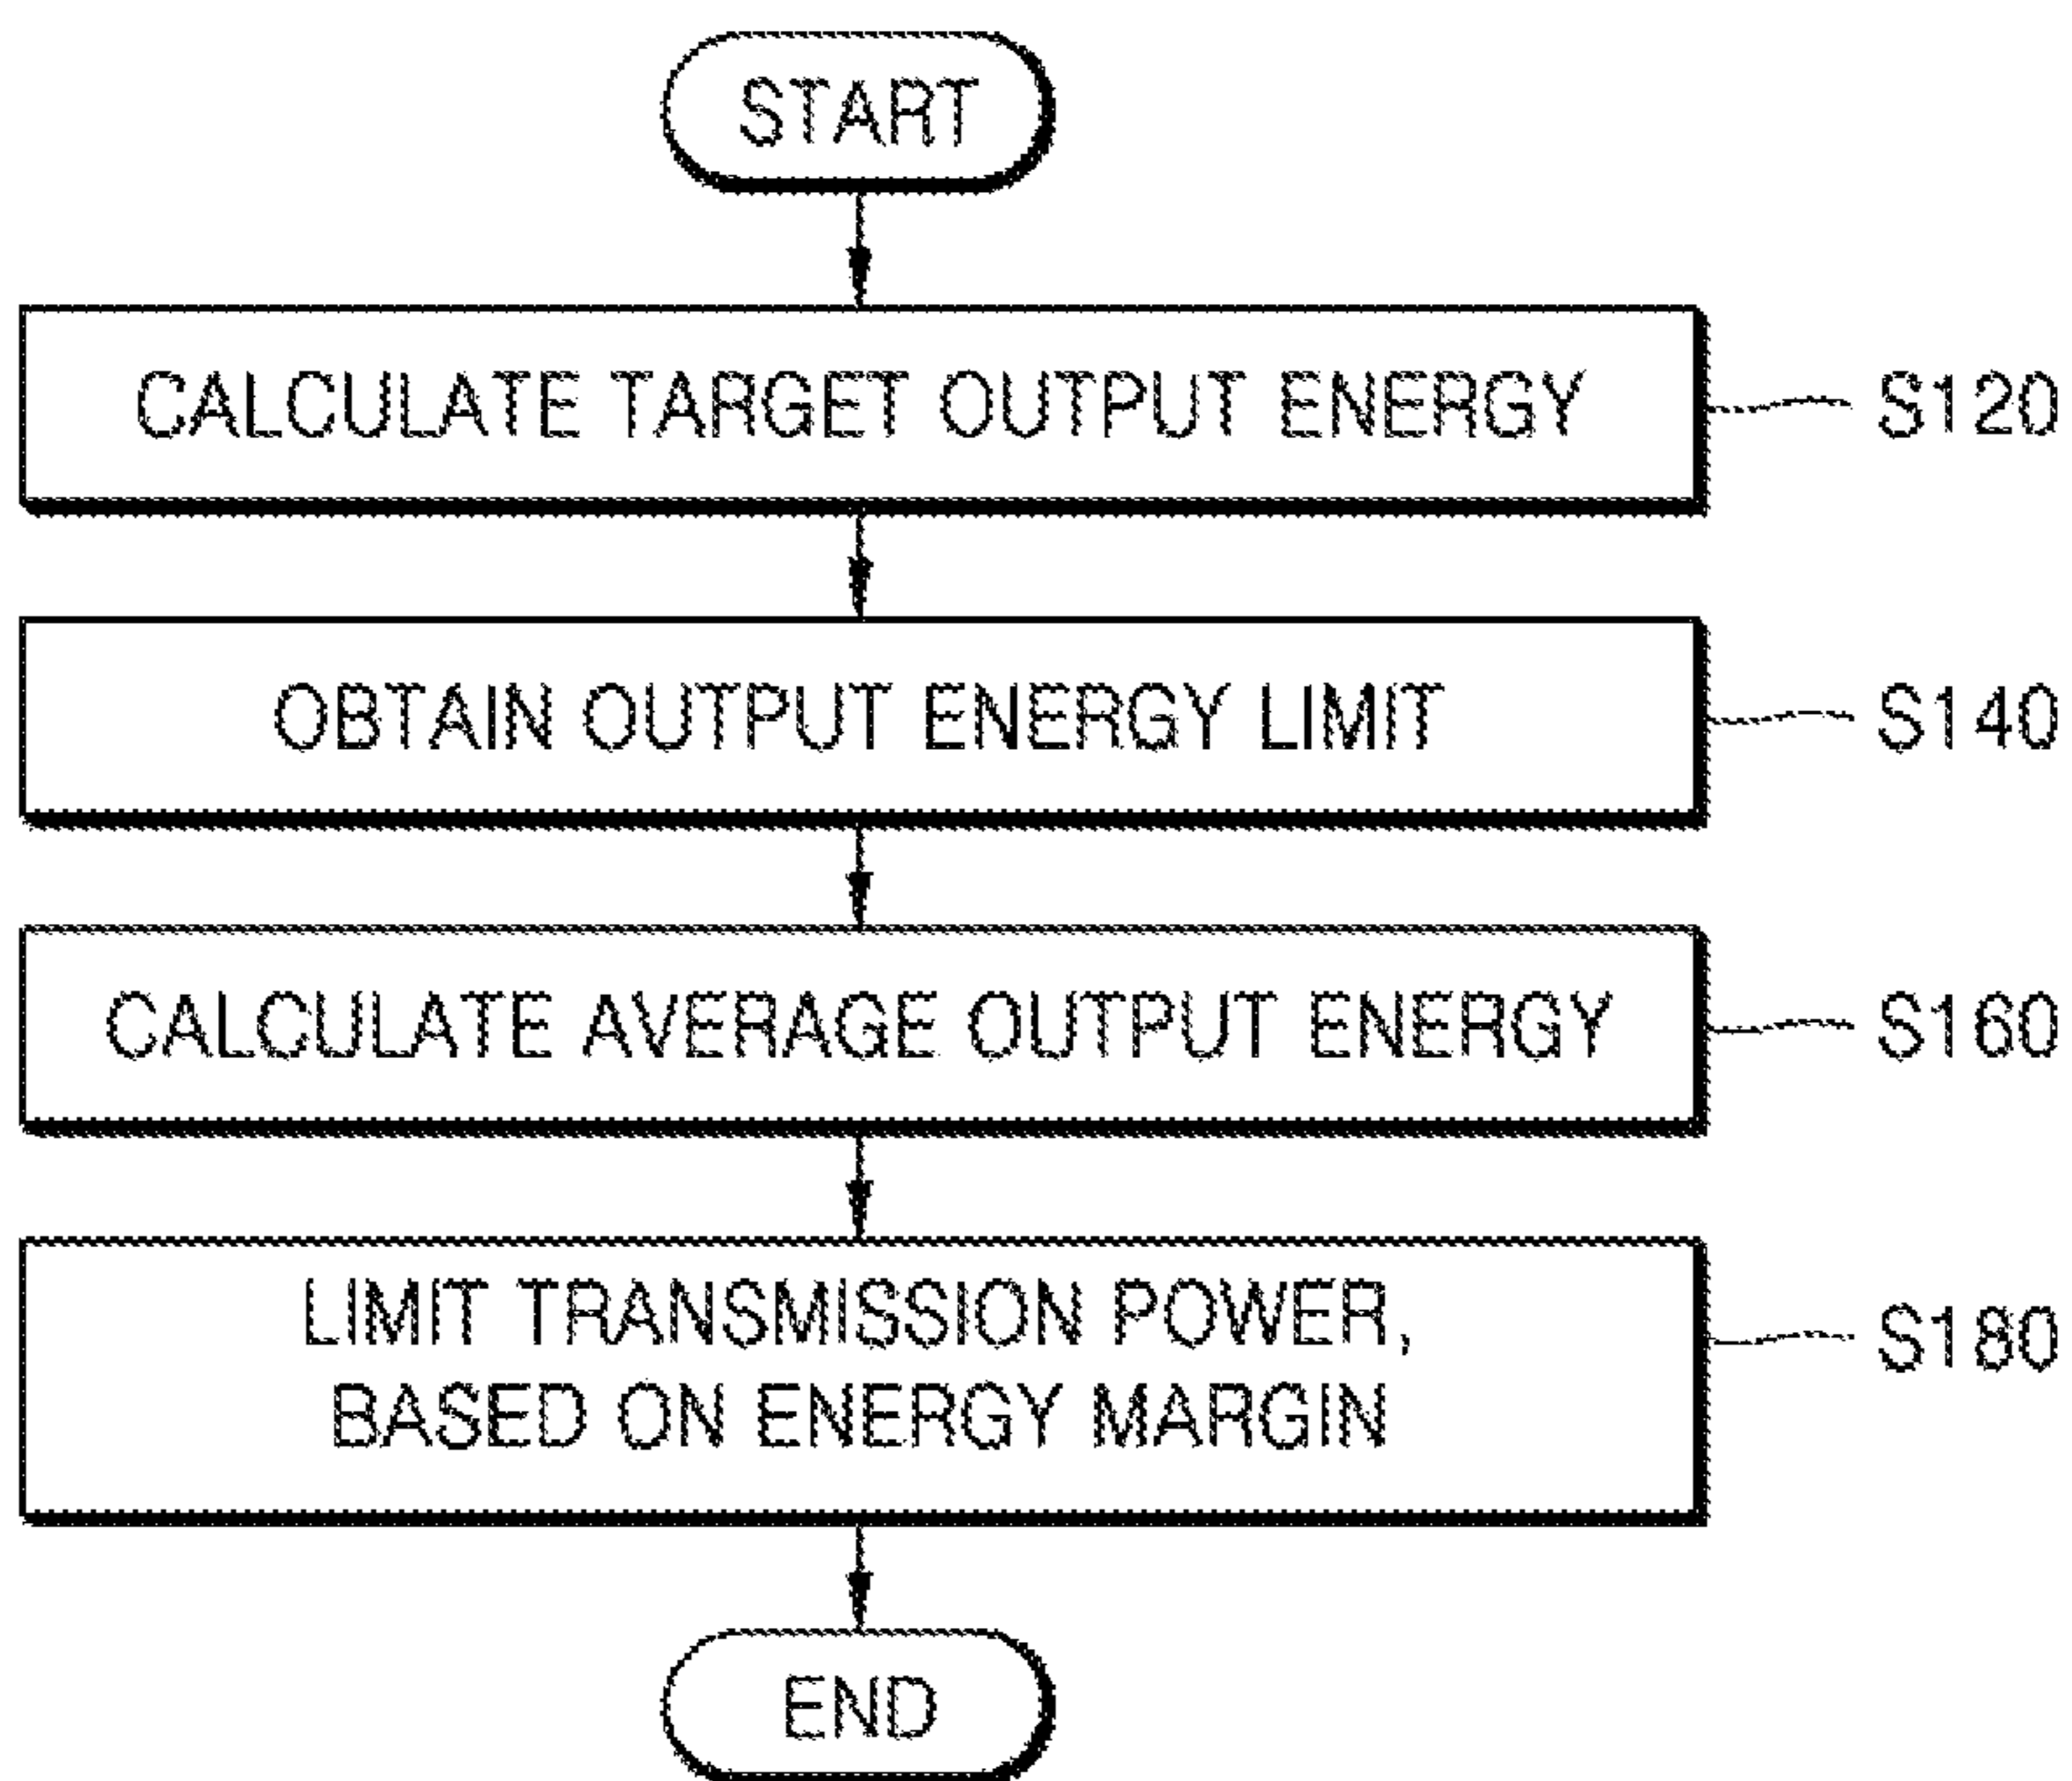 START
CALCULATE TARGET OUTPUT ENERGY
S120
OBTAIN OUTPUT ENERGY LIMIT
S140
CALCULATE AVERAGE OUTPUT ENERGY
S160
LIMIT TRANSMISSION POWER,
BASED ON ENERGY MARGIN
S180
END